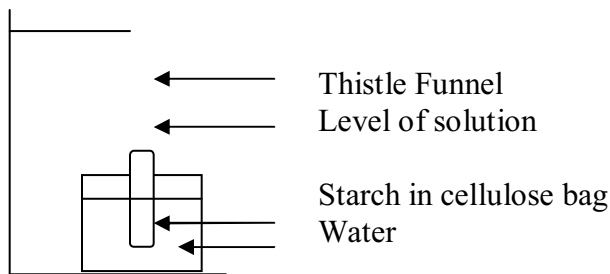 Thistle Funnel
Level of solution
Starch in cellulose bag
Water